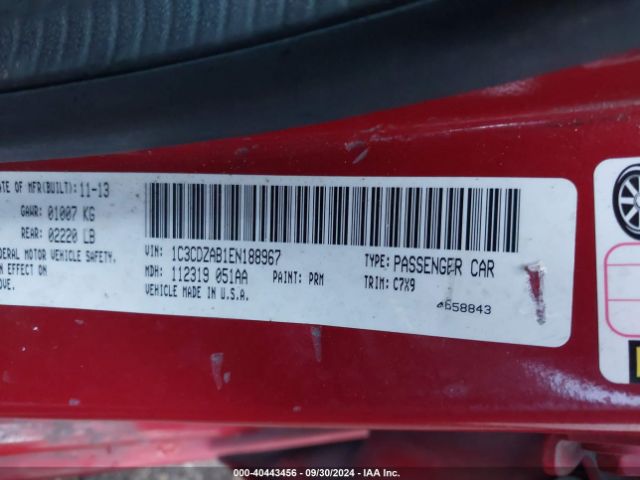 ATE OF MFR(BUILT): 11-13
GAWR: 01007 KG
REAR: 02220 LB
EDERAL MOTOR VEHICLE SAFETY.
IN EFFECT ON
OVE.
VIN: 1C3CDZAB1EN188967
MDH: 112319 051AA
PAINT: PRM
VEHICLE MADE IN U.S.A.
TYPE: PASSENGER CAR
TRIM: C7X9
4658843
000-40443456 • 09/30/2024 • IAA Inc.